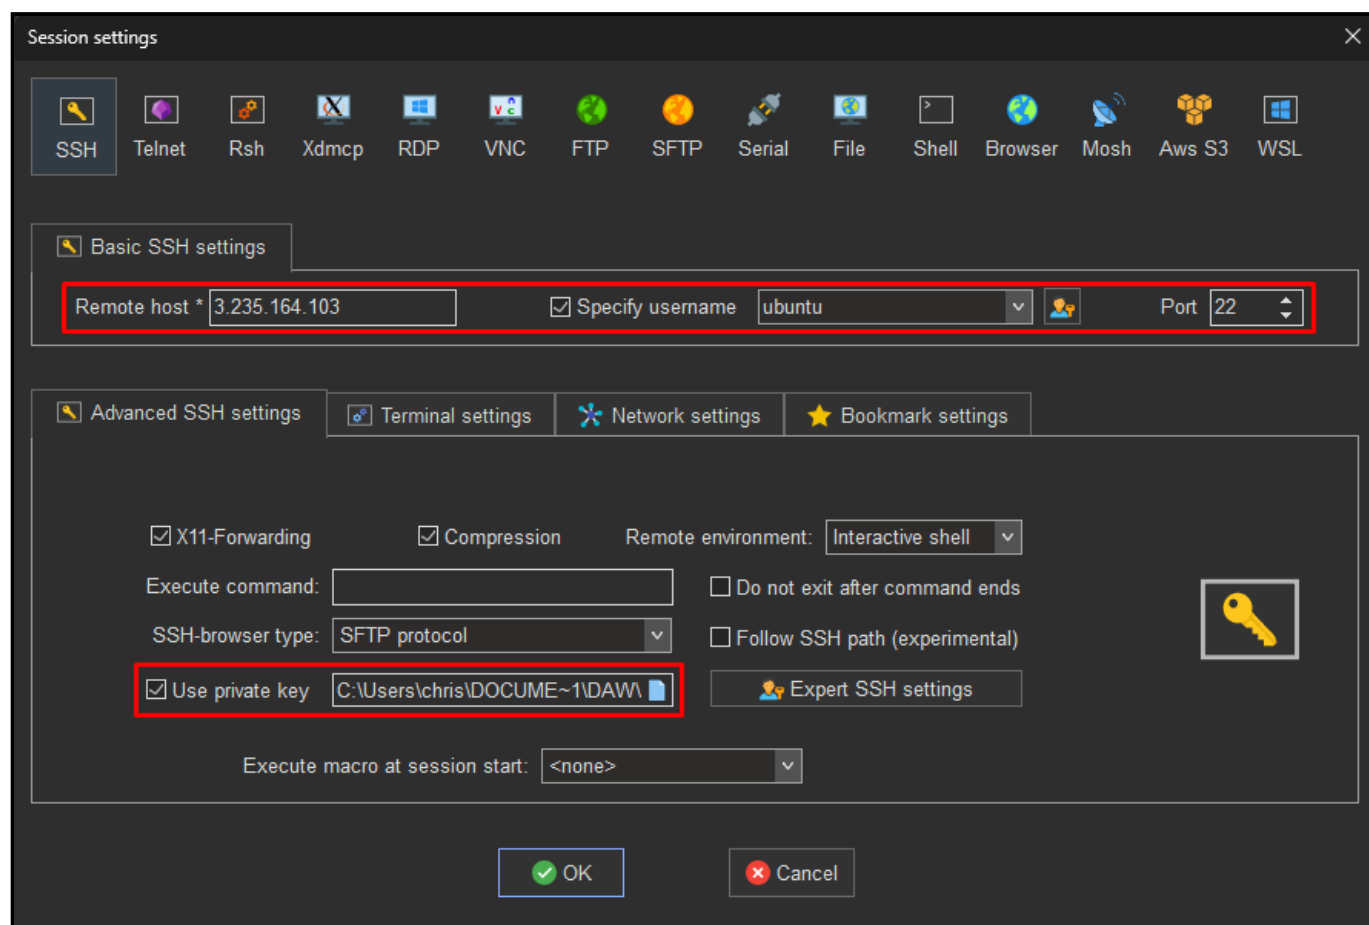 Session settings
SSH Telnet Rsh Xdmcp RDP VNC FTP SFTP Serial File Shell Browser Mosh Aws S3 WSL
Basic SSH settings
Remote host * 3.235.164.103 Specify username ubuntu Port 22
Advanced SSH settings Terminal settings Network settings Bookmark settings
X11-Forwarding Compression Remote environment: Interactive shell
Execute command: Do not exit after command ends
SSH-browser type: SFTP protocol Follow SSH path (experimental)
Use private key C:\Users\chris\DOCUME~1\DAW\ Expert SSH settings
Execute macro at session start: <none>
OK Cancel